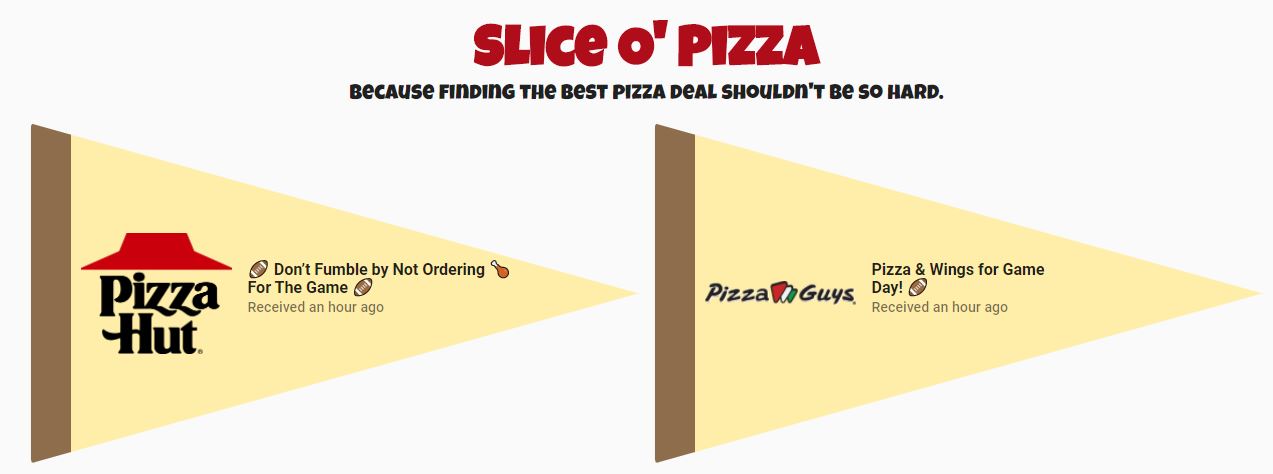 Slice o' Pizza
Because finding the best pizza deal shouldn't be so hard.
Pizza
Hut®
🏈 Don’t Fumble by Not Ordering 🍗
For The Game 🏈
Received an hour ago
Pizza Guys
Pizza & Wings for Game
Day! 🏈
Received an hour ago